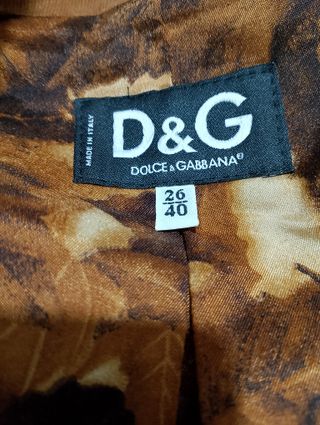 MADE IN ITALY
D&G
DOLCE & GABBANA®
26
40